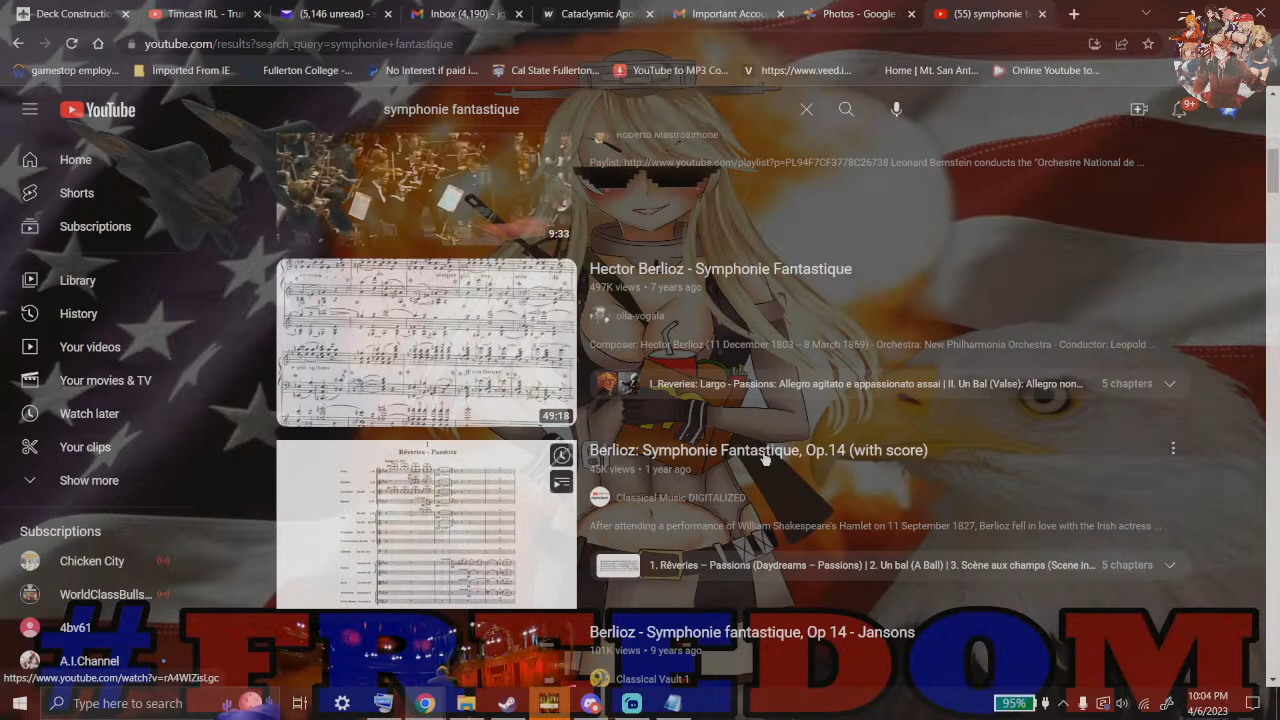 Deck Constructi
Timcast IRL - Trun
(5,146 unread) - s
Inbox (4,190) - jc
Cataclysmic Apo
Important Accou
Photos - Google
(55) symphonie fa
youtube.com/results?search_query=symphonie+fantastique
gamestop employ...
Imported From IE
Fullerton College -...
No Interest if paid i...
Cal State Fullerton...
YouTube to MP3 Co...
https://www.veed.i...
Home | Mt. San Ant...
Online Youtube to...
YouTube
symphonie fantastique
9+
Home
Shorts
Subscriptions
Library
History
Your videos
Your movies & TV
Watch later
Your clips
Show more
Subscriptions
Chickenfury
WorldClassBulls...
4by61
A.I.Channel
Roberto Mastrosimone
Playlist: http://www.youtube.com/playlist?p=PL94F7CF3778C26738 Leonard Bernstein conducts the "Orchestre National de ...
9:33
Hector Berlioz - Symphonie Fantastique
497K views • 7 years ago
olla-vogala
Composer: Hector Berlioz (11 December 1803 – 8 March 1869) - Orchestra: New Philharmonia Orchestra - Conductor: Leopold ...
I. Reveries: Largo - Passions: Allegro agitato e appassionato assai | II. Un Bal (Valse): Allegro non...
5 chapters
49:18
I
Rêveries - Passions
Berlioz: Symphonie Fantastique, Op.14 (with score)
45K views • 1 year ago
Classical Music DIGITALIZED
After attending a performance of William Shakespeare's Hamlet on 11 September 1827, Berlioz fell in love with the Irish actress ...
1. Rêveries – Passions (Daydreams – Passions) | 2. Un bal (A Ball) | 3. Scène aux champs (Scene in...
5 chapters
Berlioz - Symphonie fantastique, Op 14 - Jansons
101K views • 9 years ago
Classical Vault 1
#FREEDOM
https://www.youtube.com/watch?v=rA4WIZisLgc
Type here to search
95%
10:04 PM
4/6/2023